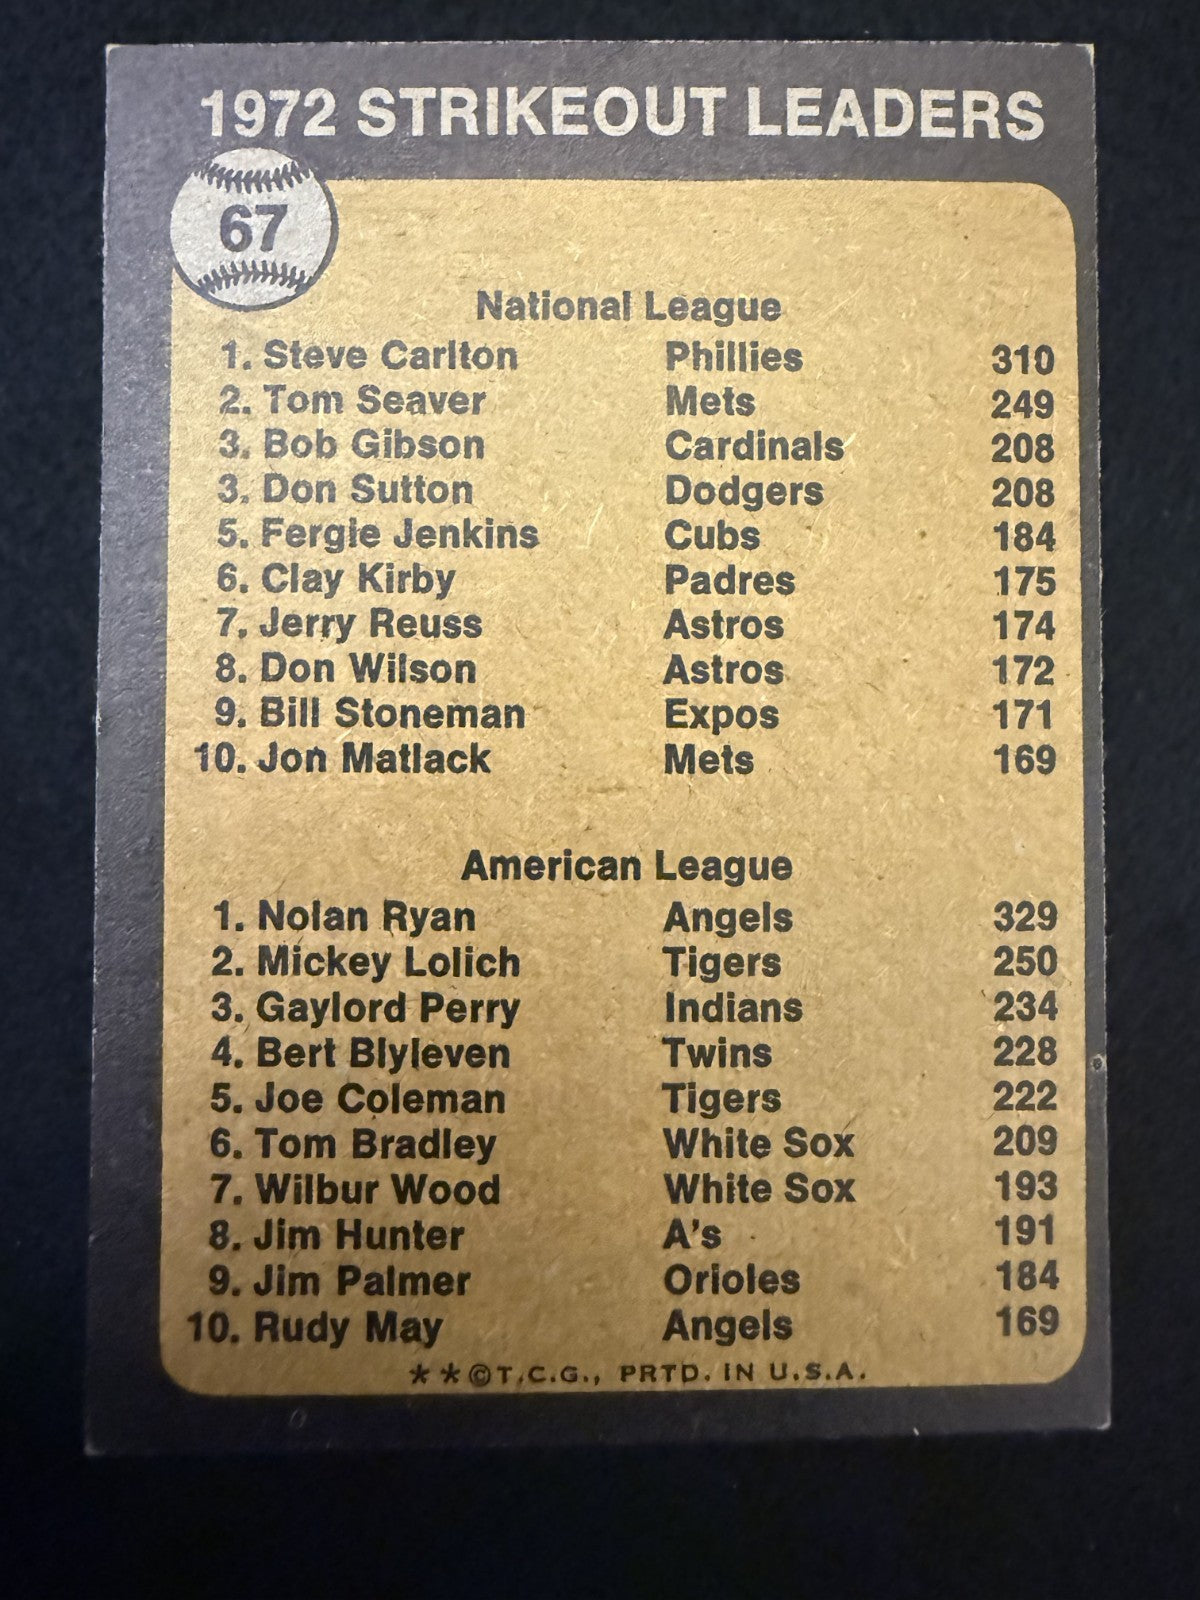 1972 STRIKEOUT LEADERS
67
National League
1. Steve Carlton Phillies 310
2. Tom Seaver Mets 249
3. Bob Gibson Cardinals 208
3. Don Sutton Dodgers 208
5. Fergie Jenkins Cubs 184
6. Clay Kirby Padres 175
7. Jerry Reuss Astros 174
8. Don Wilson Astros 172
9. Bill Stoneman Expos 171
10. Jon Matlack Mets 169
American League
1. Nolan Ryan Angels 329
2. Mickey Lolich Tigers 250
3. Gaylord Perry Indians 234
4. Bert Blyleven Twins 228
5. Joe Coleman Tigers 222
6. Tom Bradley White Sox 209
7. Wilbur Wood White Sox 193
8. Jim Hunter A's 191
9. Jim Palmer Orioles 184
10. Rudy May Angels 169
**©T.C.G., PRTD. IN U.S.A.